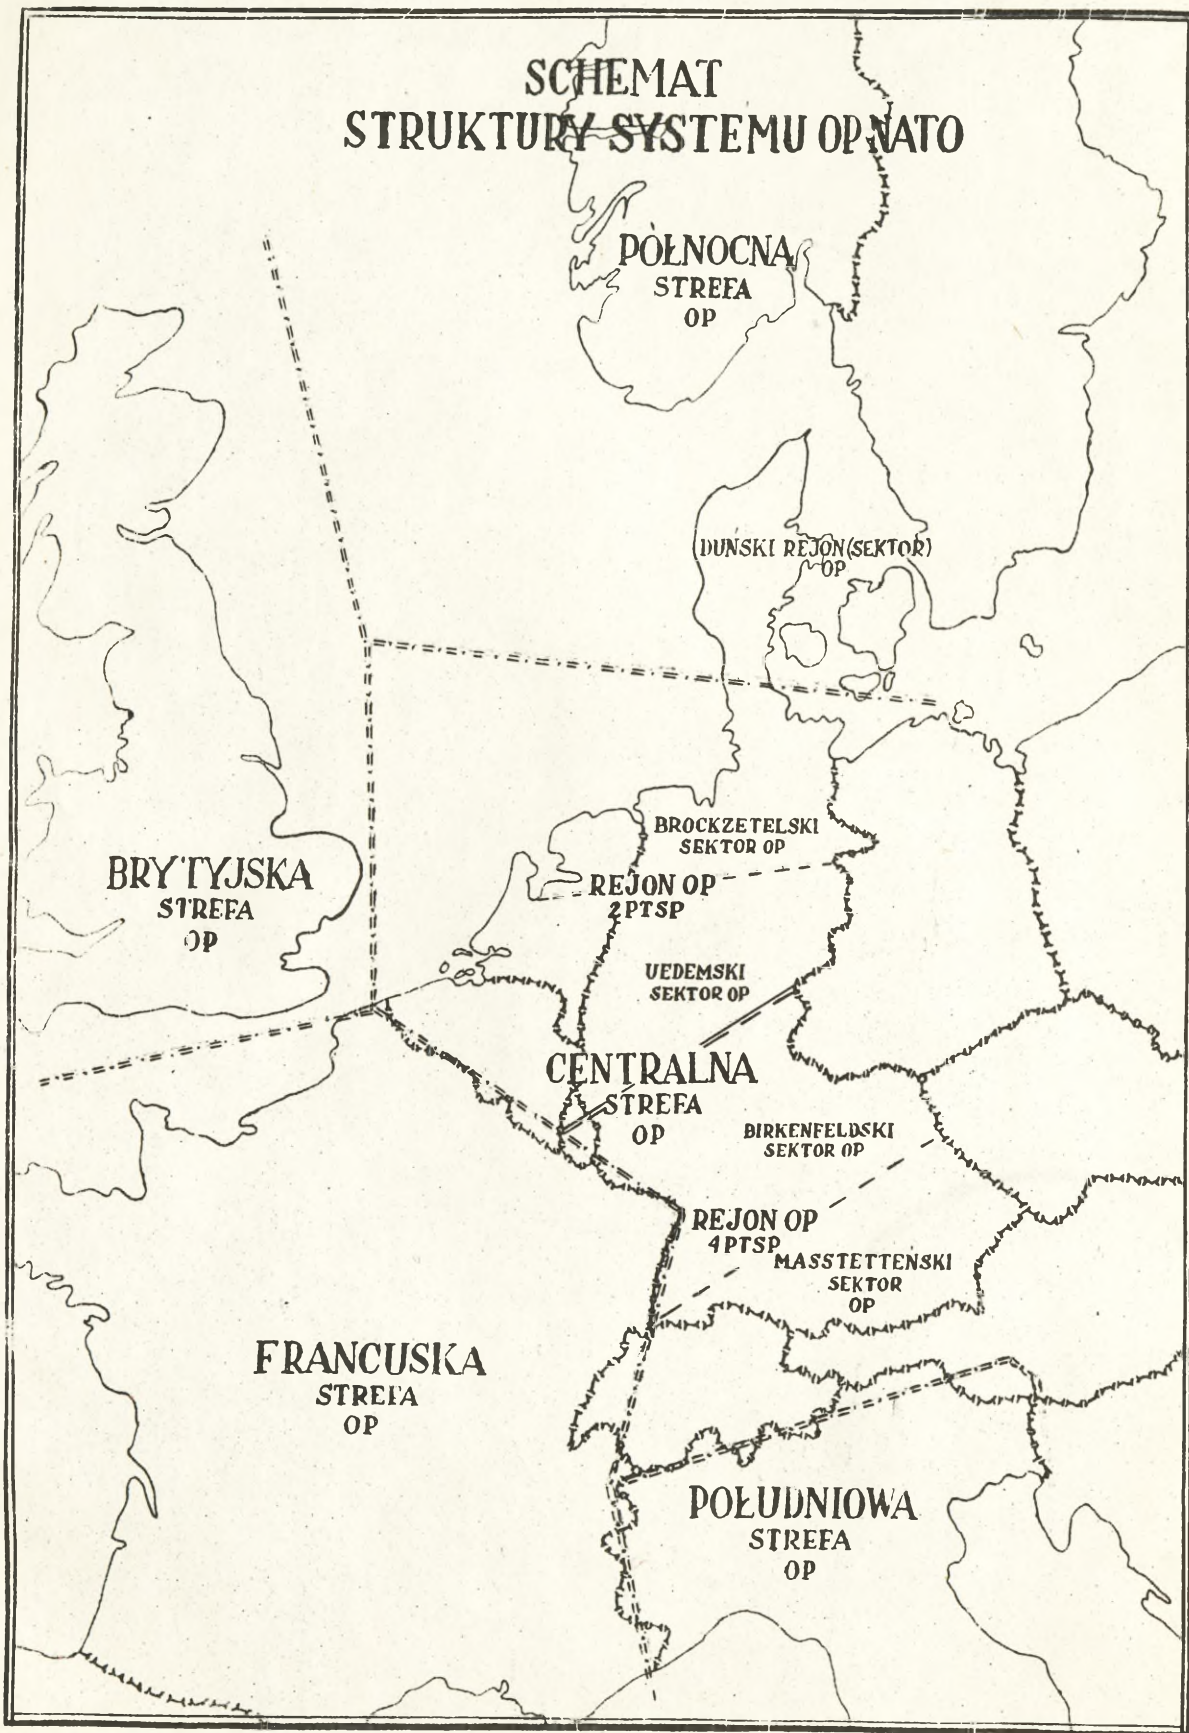 SCHEMAT
STRUKTURY SYSTEMU OP NATO
PÓŁNOCNA
STREFA
OP
DUŃSKI REJON (SEKTOR)
OP
BROCKZETELSKI
SEKTOR OP
BRYTYJSKA
STREFA
OP
REJON OP
2 PTSP
UEDEMSKI
SEKTOR OP
CENTRALNA
STREFA
OP
BIRKENFELDSKI
SEKTOR OP
REJON OP
4 PTSP
MASSTETTEŃSKI
SEKTOR
OP
FRANCUSKA
STREFA
OP
POŁUDNIOWA
STREFA
OP